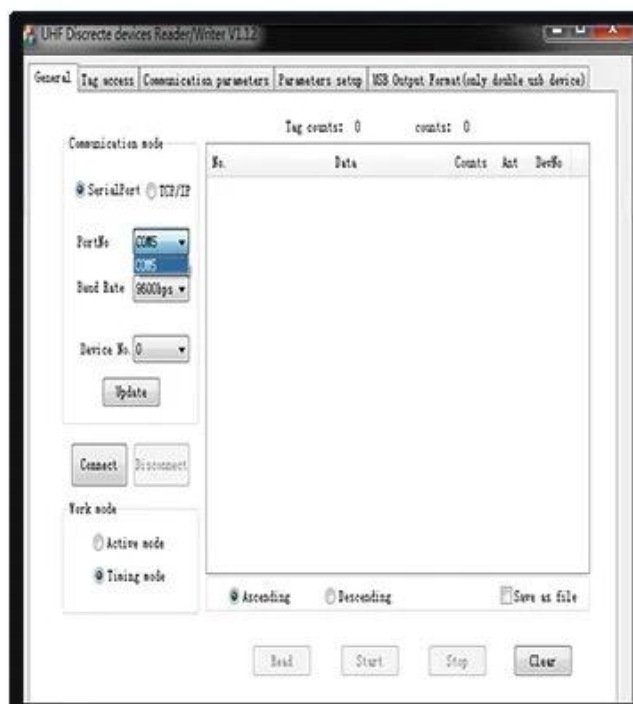 UHF Discrecte devices Reader/Writer V1.12
General Tag access Communication parameters Parameters setup USB Output Format(only double usb device)
Tag counts: 0 counts: 0
Communication mode
No. Data Counts Ant DevNo
SerialPort TCP/IP
PortNo COM5
COM5
Baud Rate 9600bps
Device No. 0
Update
Connect Disconnect
Work mode
Active mode
Timing mode
Ascending Descending Save as file
Read Start Stop Clear